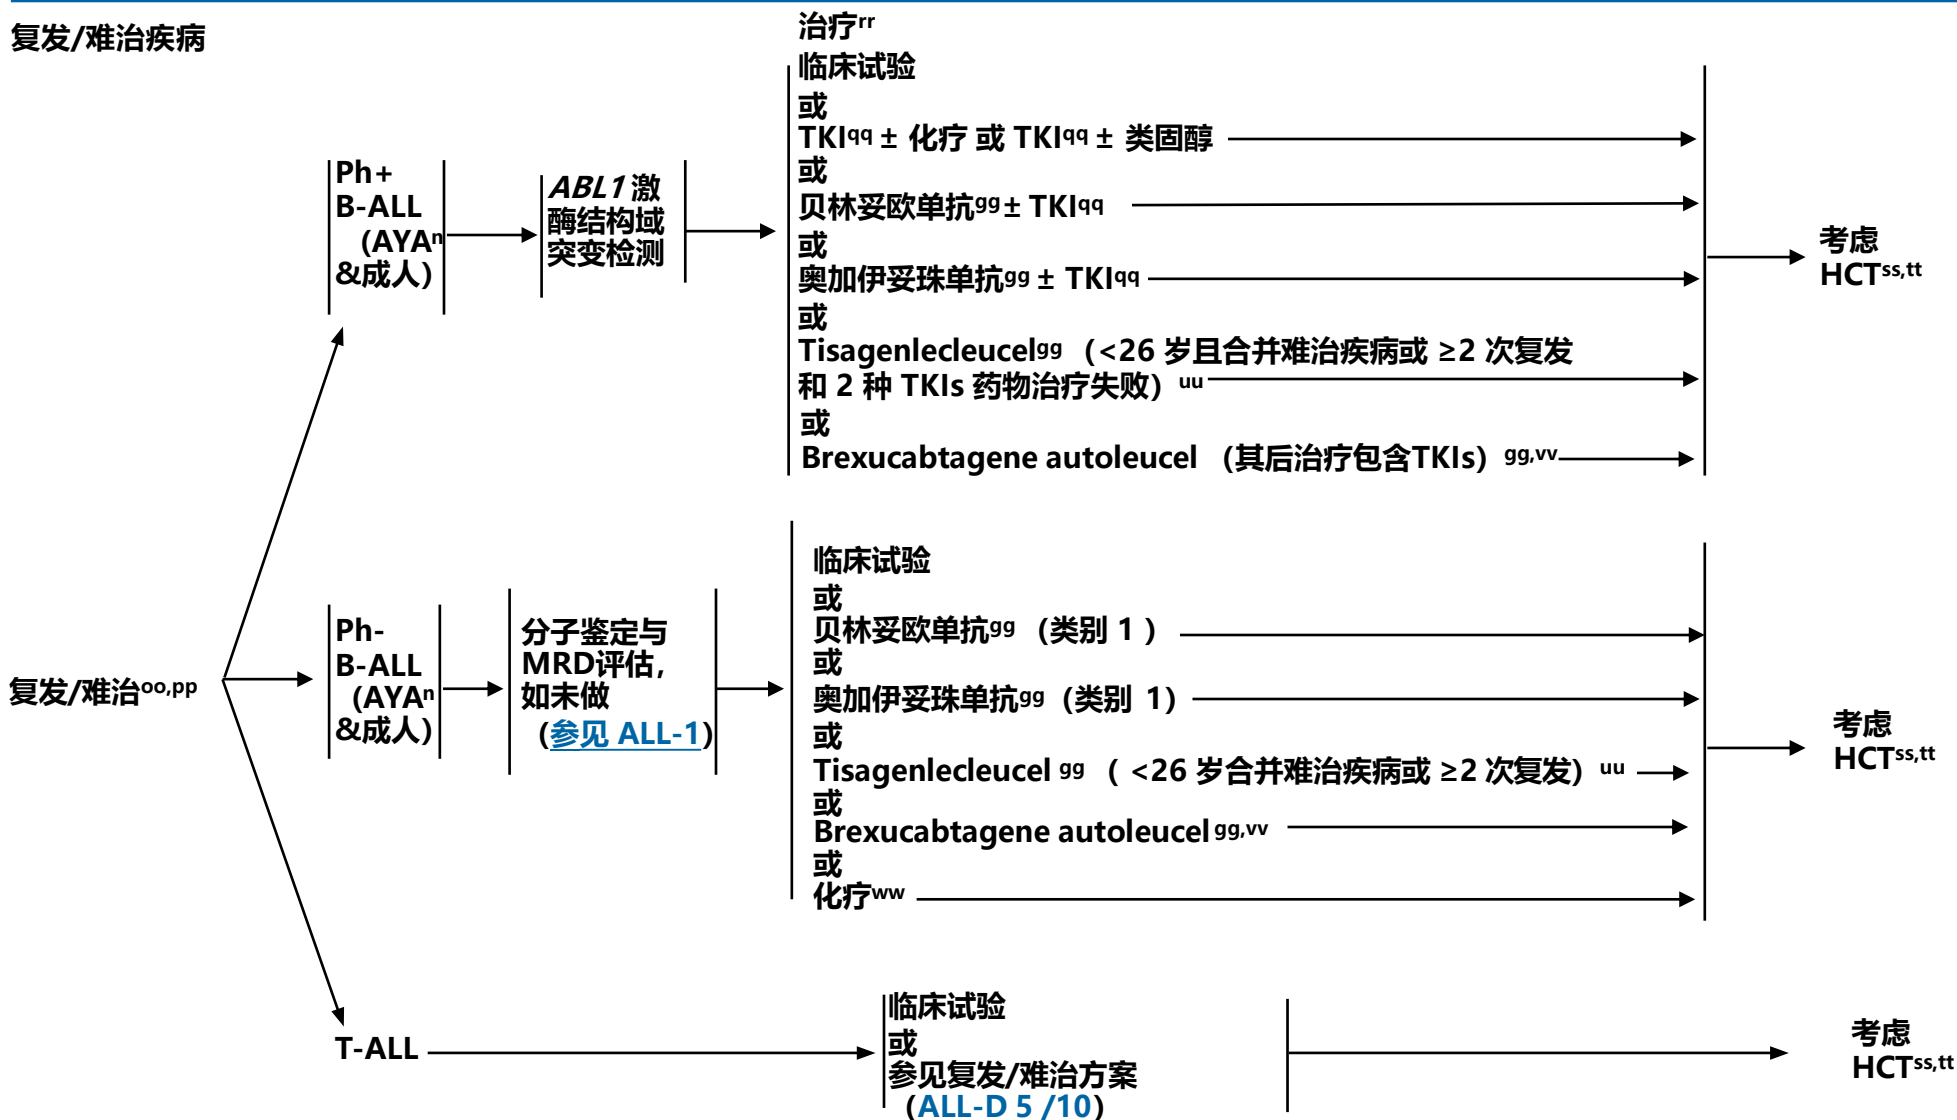 复发/难治疾病
治疗rr
临床试验
或
TKIqq ± 化疗 或 TKIqq ± 类固醇
或
贝林妥欧单抗gg ± TKIqq
或
奥加伊妥珠单抗gg ± TKIqq
或
Tisagenlecleucelgg （<26 岁且合并难治疾病或 ≥2 次复发
和 2 种 TKIs 药物治疗失败）uu
或
Brexucabtagene autoleucel （其后治疗包含TKIs）gg,vv
Ph+
B-ALL
（AYAn
&成人）
ABL1 激
酶结构域
突变检测
考虑
HCTss,tt
复发/难治oo,pp
Ph-
B-ALL
（AYAn
&成人）
分子鉴定与
MRD评估，
如未做
（参见 ALL-1）
临床试验
或
贝林妥欧单抗gg （类别 1 ）
或
奥加伊妥珠单抗gg （类别 1）
或
Tisagenlecleucel gg （ <26 岁合并难治疾病或 ≥2 次复发）uu
或
Brexucabtagene autoleucel gg,vv
或
化疗ww
考虑
HCTss,tt
T-ALL
临床试验
或
参见复发/难治方案
（ALL-D 5 /10）
考虑
HCTss,tt